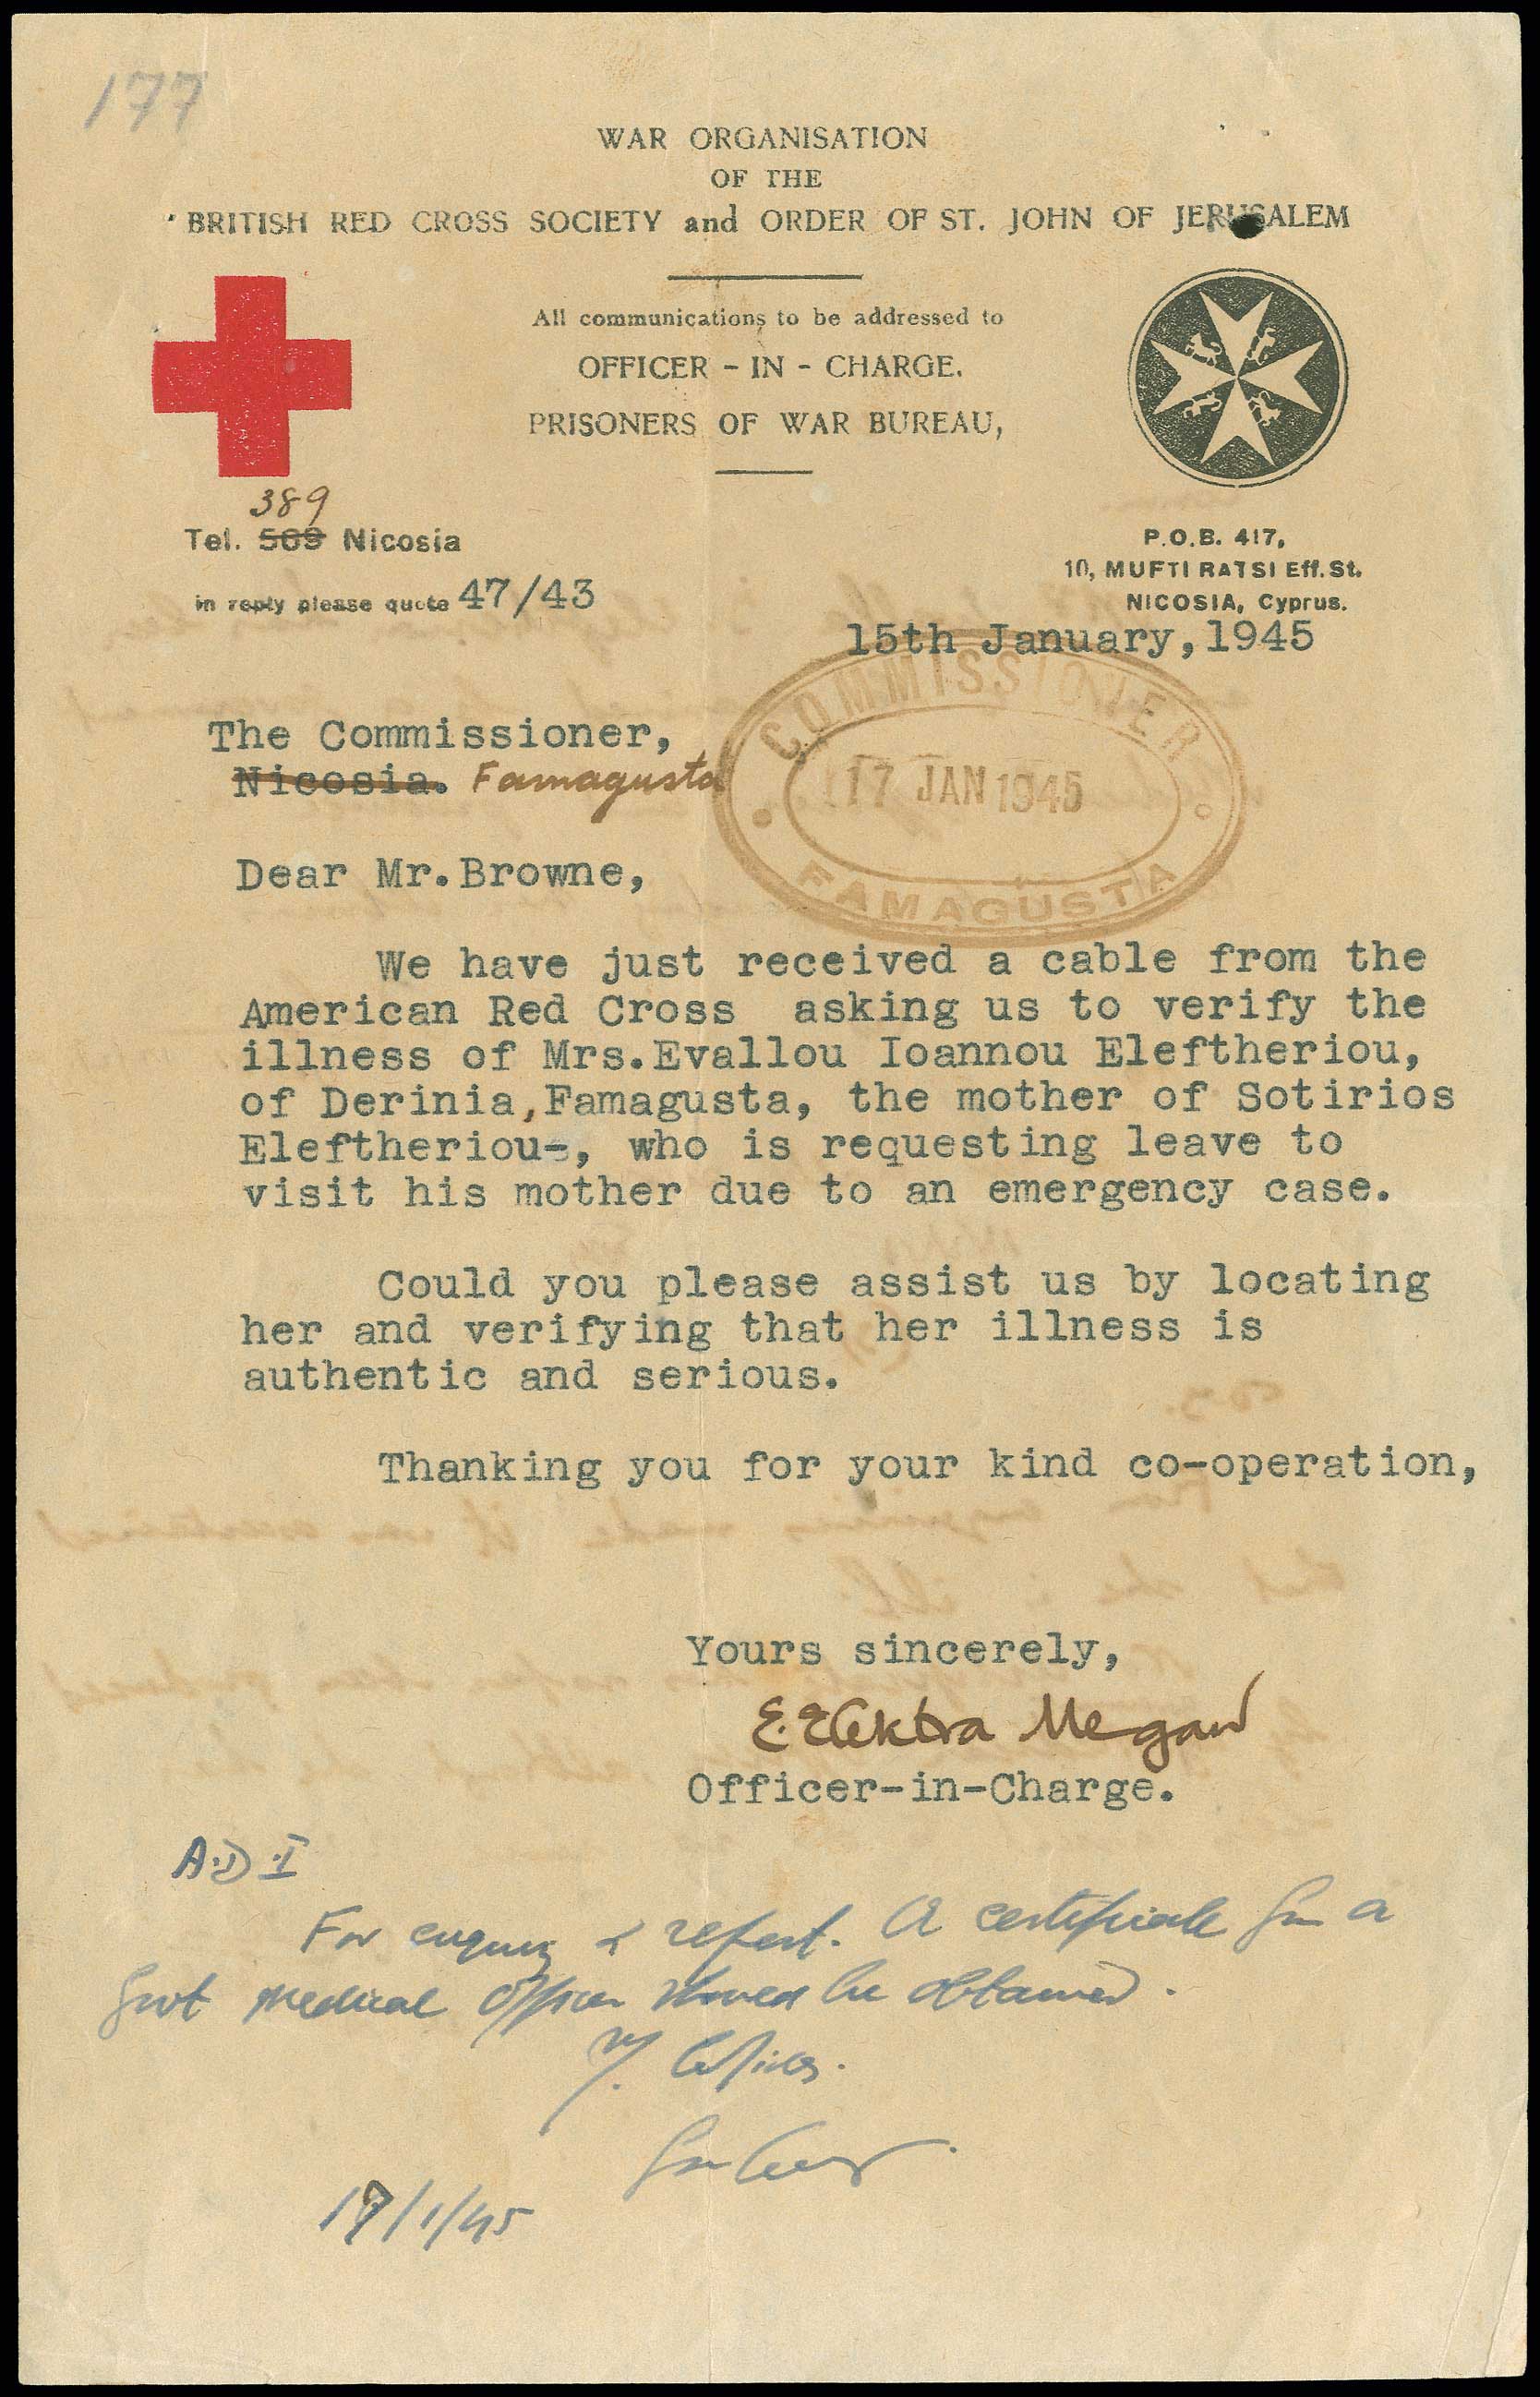 177
WAR ORGANISATION
OF THE
BRITISH RED CROSS SOCIETY and ORDER OF ST. JOHN OF JERUSALEM
All communications to be addressed to
OFFICER - IN - CHARGE.
PRISONERS OF WAR BUREAU,
389
Tel. 569 Nicosia
in reply please quote 47/43
P.O.B. 417,
10, MUFTI RATSI Eff. St.
NICOSIA, Cyprus.
15th January, 1945
COMMISSIONER
17 JAN 1945
FAMAGUSTA
The Commissioner,
Nicosia. Famagusta
Dear Mr. Browne,
We have just received a cable from the
American Red Cross asking us to verify the
illness of Mrs. Evallou Ioannou Eleftheriou,
of Derinia, Famagusta, the mother of Sotirios
Eleftheriou-, who is requesting leave to
visit his mother due to an emergency case.
Could you please assist us by locating
her and verifying that her illness is
authentic and serious.
Thanking you for your kind co-operation,
Yours sincerely,
E. Elektra Megaw
Officer-in-Charge.
A.D.I
For enquiry & report. A certificate from a
Govt Medical Officer should be obtained.
17/1/45